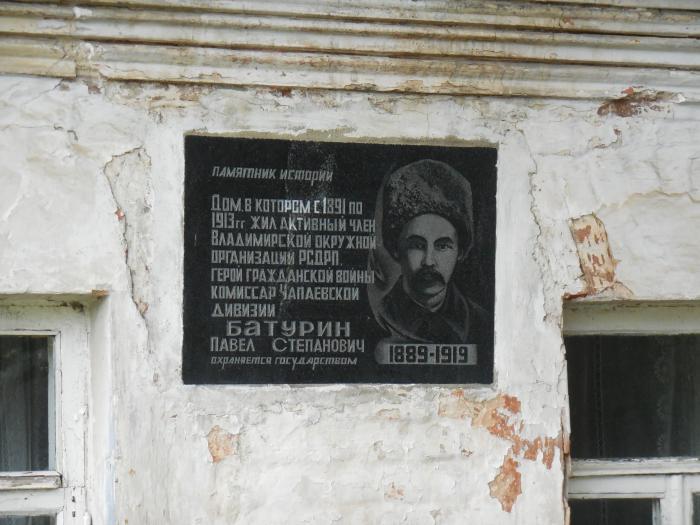 ПАМЯТНИК ИСТОРИИ
ДОМ, В КОТОРОМ С 1891 ПО
1913 ГГ ЖИЛ АКТИВНЫЙ ЧЛЕН
ВЛАДИМИРСКОЙ ОКРУЖНОЙ
ОРГАНИЗАЦИИ РСДРП,
ГЕРОЙ ГРАЖДАНСКОЙ ВОЙНЫ
КОМИССАР ЧАПАЕВСКОЙ
ДИВИЗИИ
БАТУРИН
ПАВЕЛ СТЕПАНОВИЧ
ОХРАНЯЕТСЯ ГОСУДАРСТВОМ
1889-1919